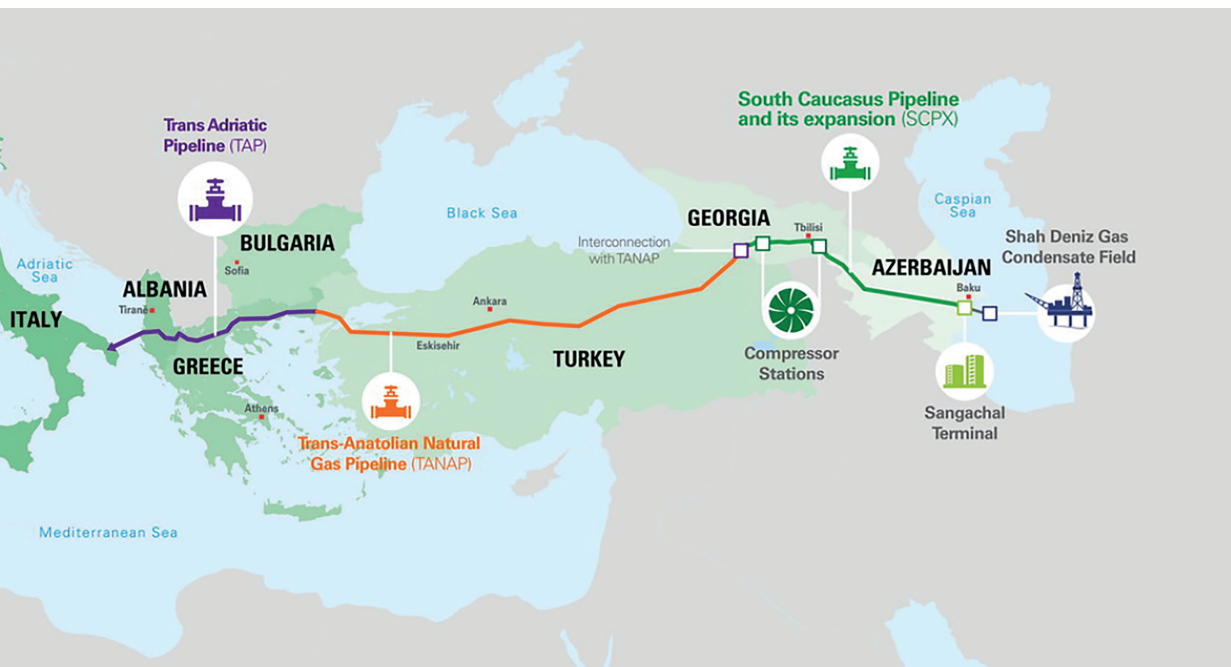 South Caucasus Pipeline
and its expansion (SCPX)
Trans Adriatic
Pipeline (TAP)
Caspian
Sea
Black Sea
GEORGIA
Tbilisi
Shah Deniz Gas
Condensate Field
BULGARIA
Interconnection
with TANAP
Adriatic
Sea
Sofia
AZERBAIJAN
Baku
ALBANIA
Tiranë
Ankara
ITALY
Eskisehir
TURKEY
GREECE
Compressor
Stations
Athens
Sangachal
Terminal
Trans-Anatolian Natural
Gas Pipeline (TANAP)
Mediterranean Sea